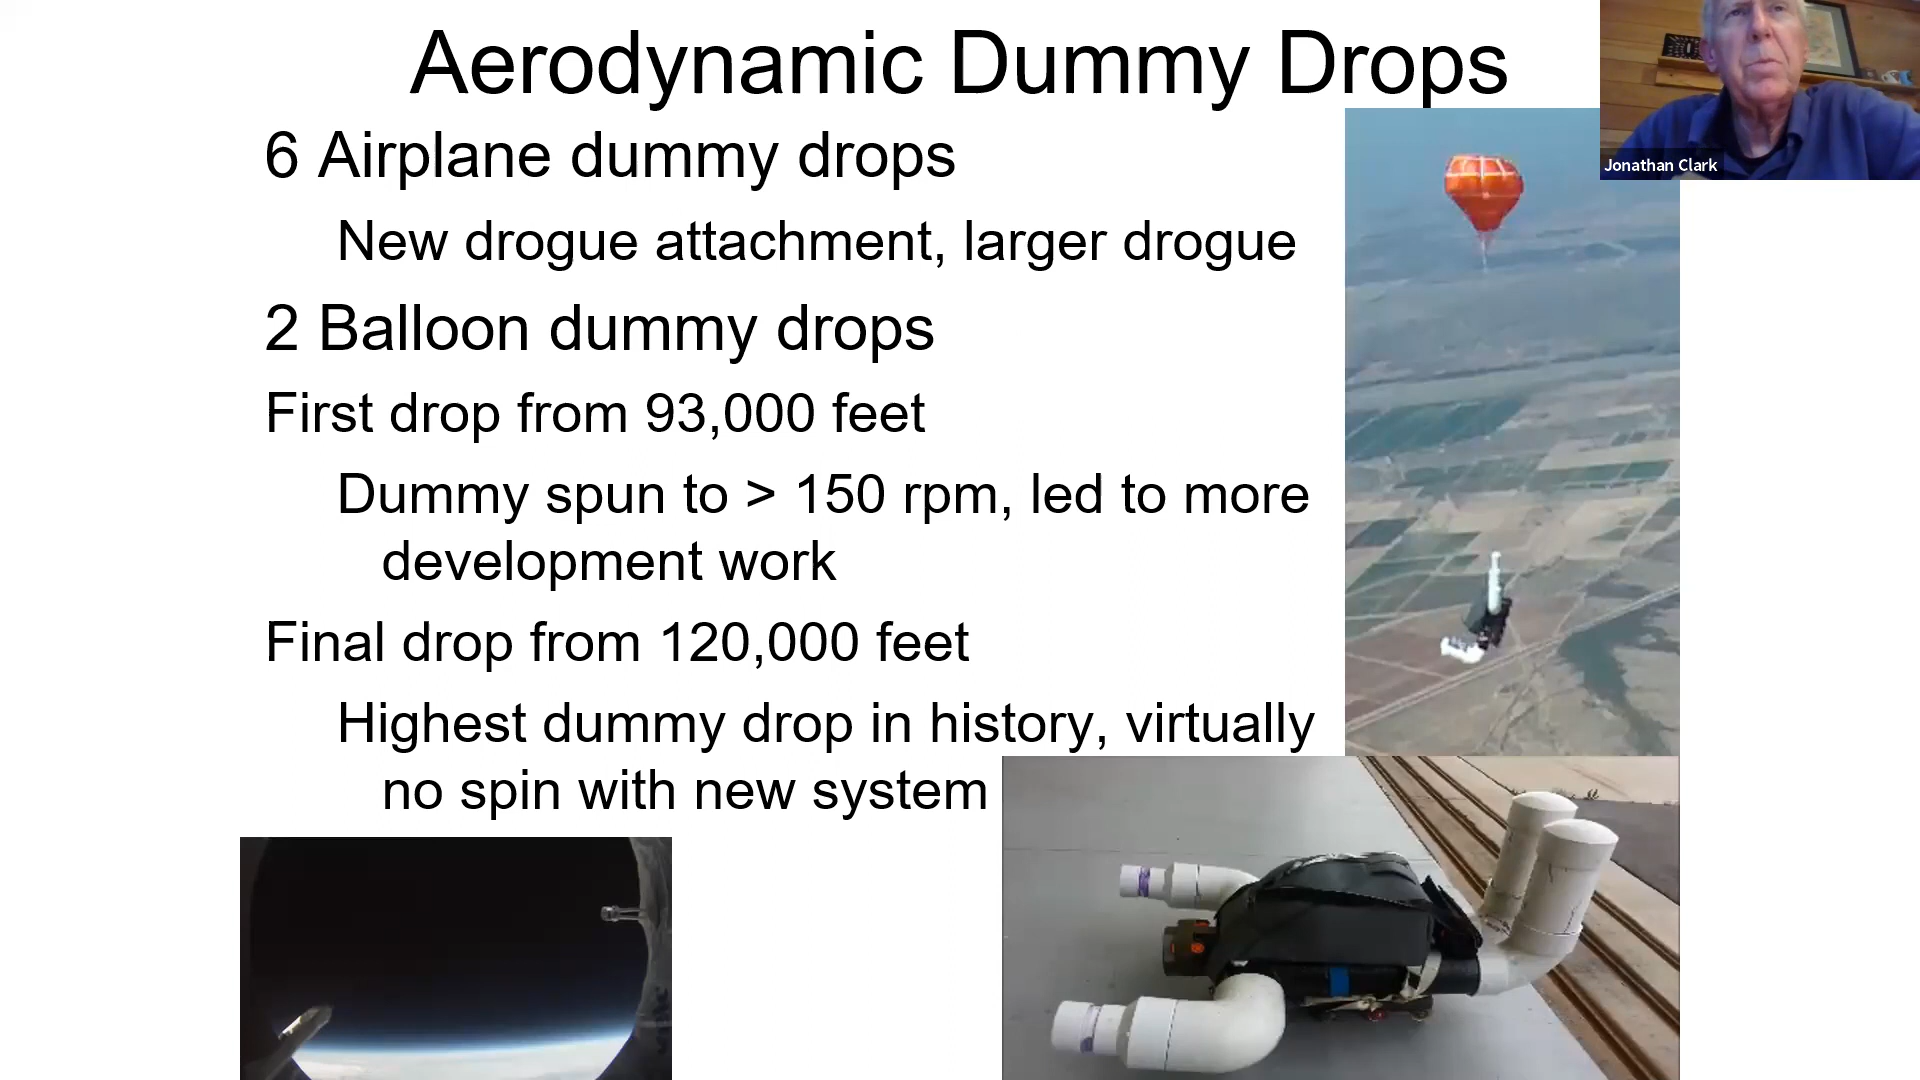 Aerodynamic Dummy Drops
6 Airplane dummy drops
New drogue attachment, larger drogue
2 Balloon dummy drops
First drop from 93,000 feet
Dummy spun to > 150 rpm, led to more
development work
Final drop from 120,000 feet
Highest dummy drop in history, virtually
no spin with new system
Jonathan Clark